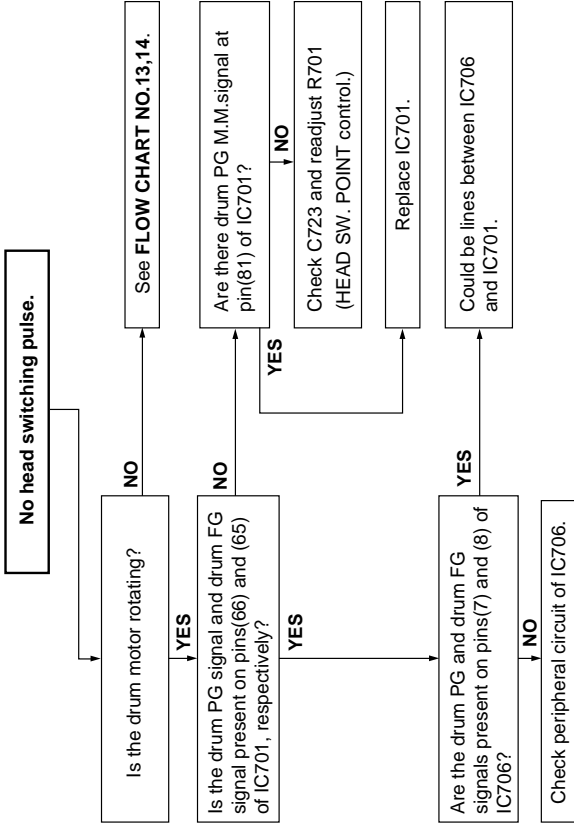 No head switching pulse.
Is the drum motor rotating?
NO
See FLOW CHART NO.13,14.
YES
Is the drum PG signal and drum FG
signal present on pins(66) and (65)
of IC701, respectively?
NO
Are there drum PG M.M.signal at
pin(81) of IC701?
NO
Check C723 and readjust R701
(HEAD SW. POINT control.)
YES
Replace IC701.
YES
Are the drum PG and drum FG
signals present on pins(7) and (8) of
IC706?
YES
Could be lines between IC706
and IC701.
NO
Check peripheral circuit of IC706.